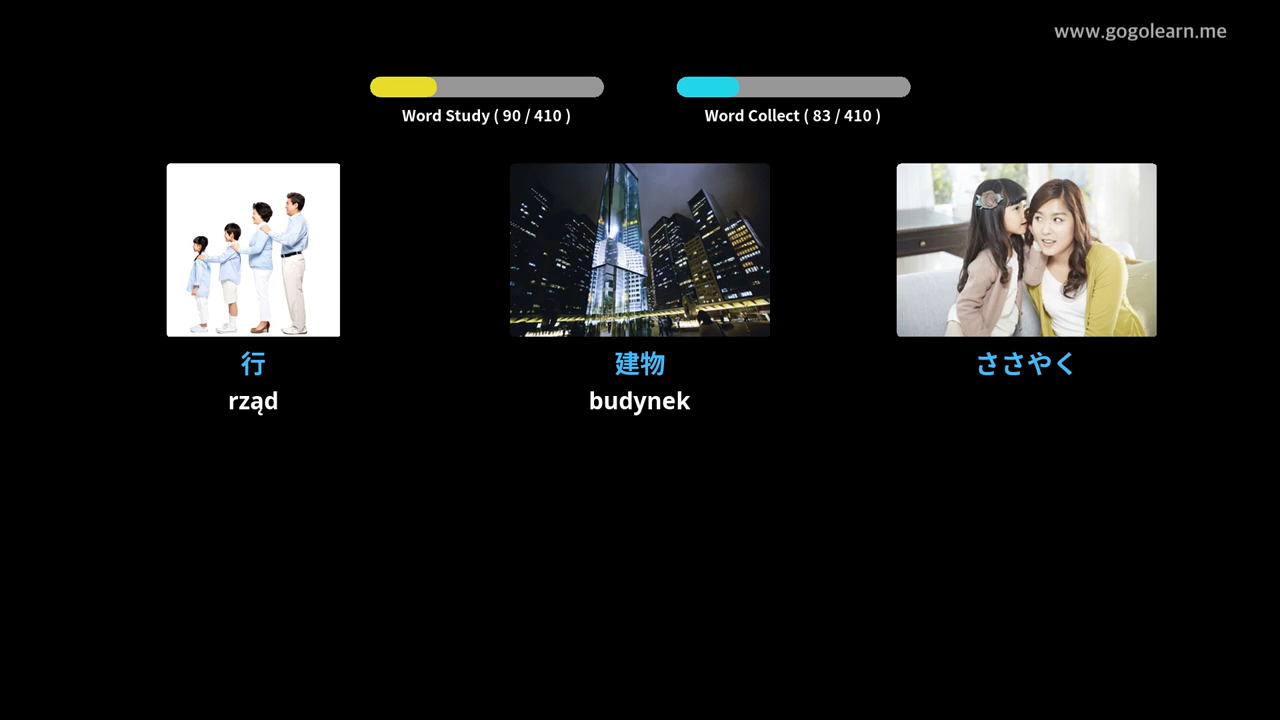 www.gogolearn.me
Word Study ( 90 / 410 )
Word Collect ( 83 / 410 )
行
rząd
建物
budynek
ささやく